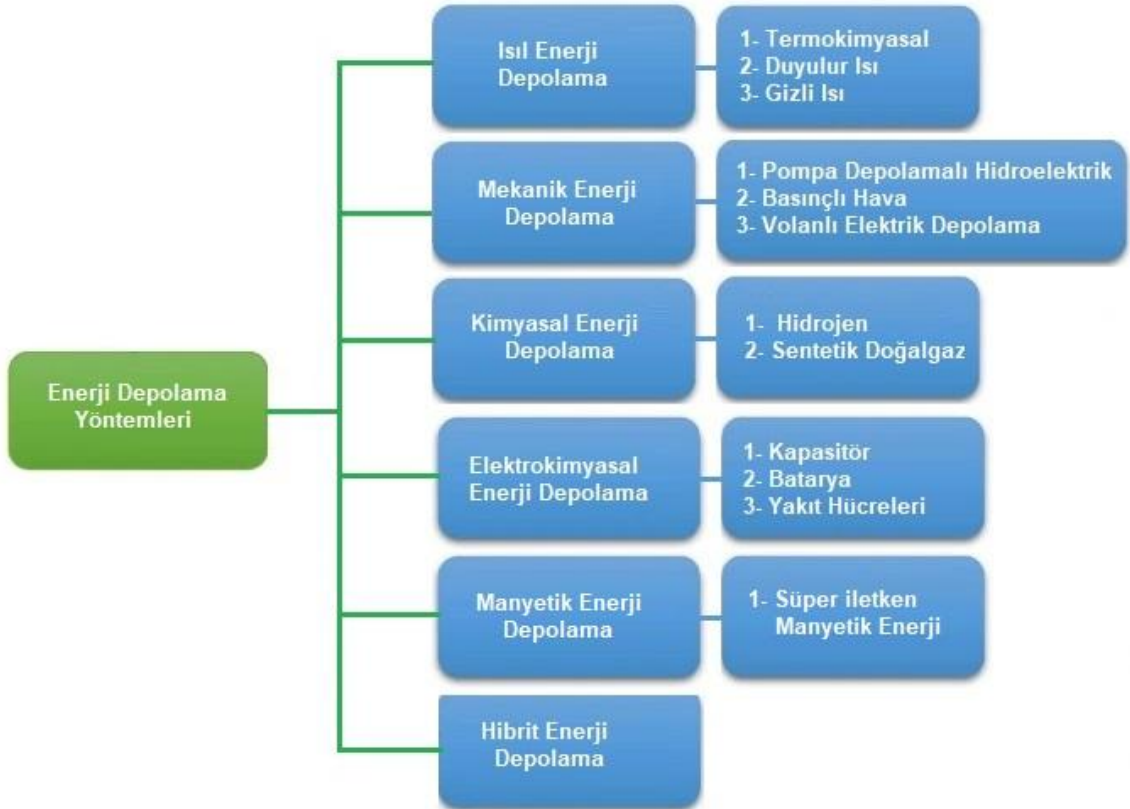 Enerji Depolama
Yöntemleri
Isıl Enerji
Depolama
1- Termokimyasal
2- Duyulur Isı
3- Gizli Isı
Mekanik Enerji
Depolama
1- Pompa Depolamalı Hidroelektrik
2- Basınçlı Hava
3- Volanlı Elektrik Depolama
Kimyasal Enerji
Depolama
1- Hidrojen
2- Sentetik Doğalgaz
Elektrokimyasal
Enerji Depolama
1- Kapasitör
2- Batarya
3- Yakıt Hücreleri
Manyetik Enerji
Depolama
1- Süper iletken
Manyetik Enerji
Hibrit Enerji
Depolama